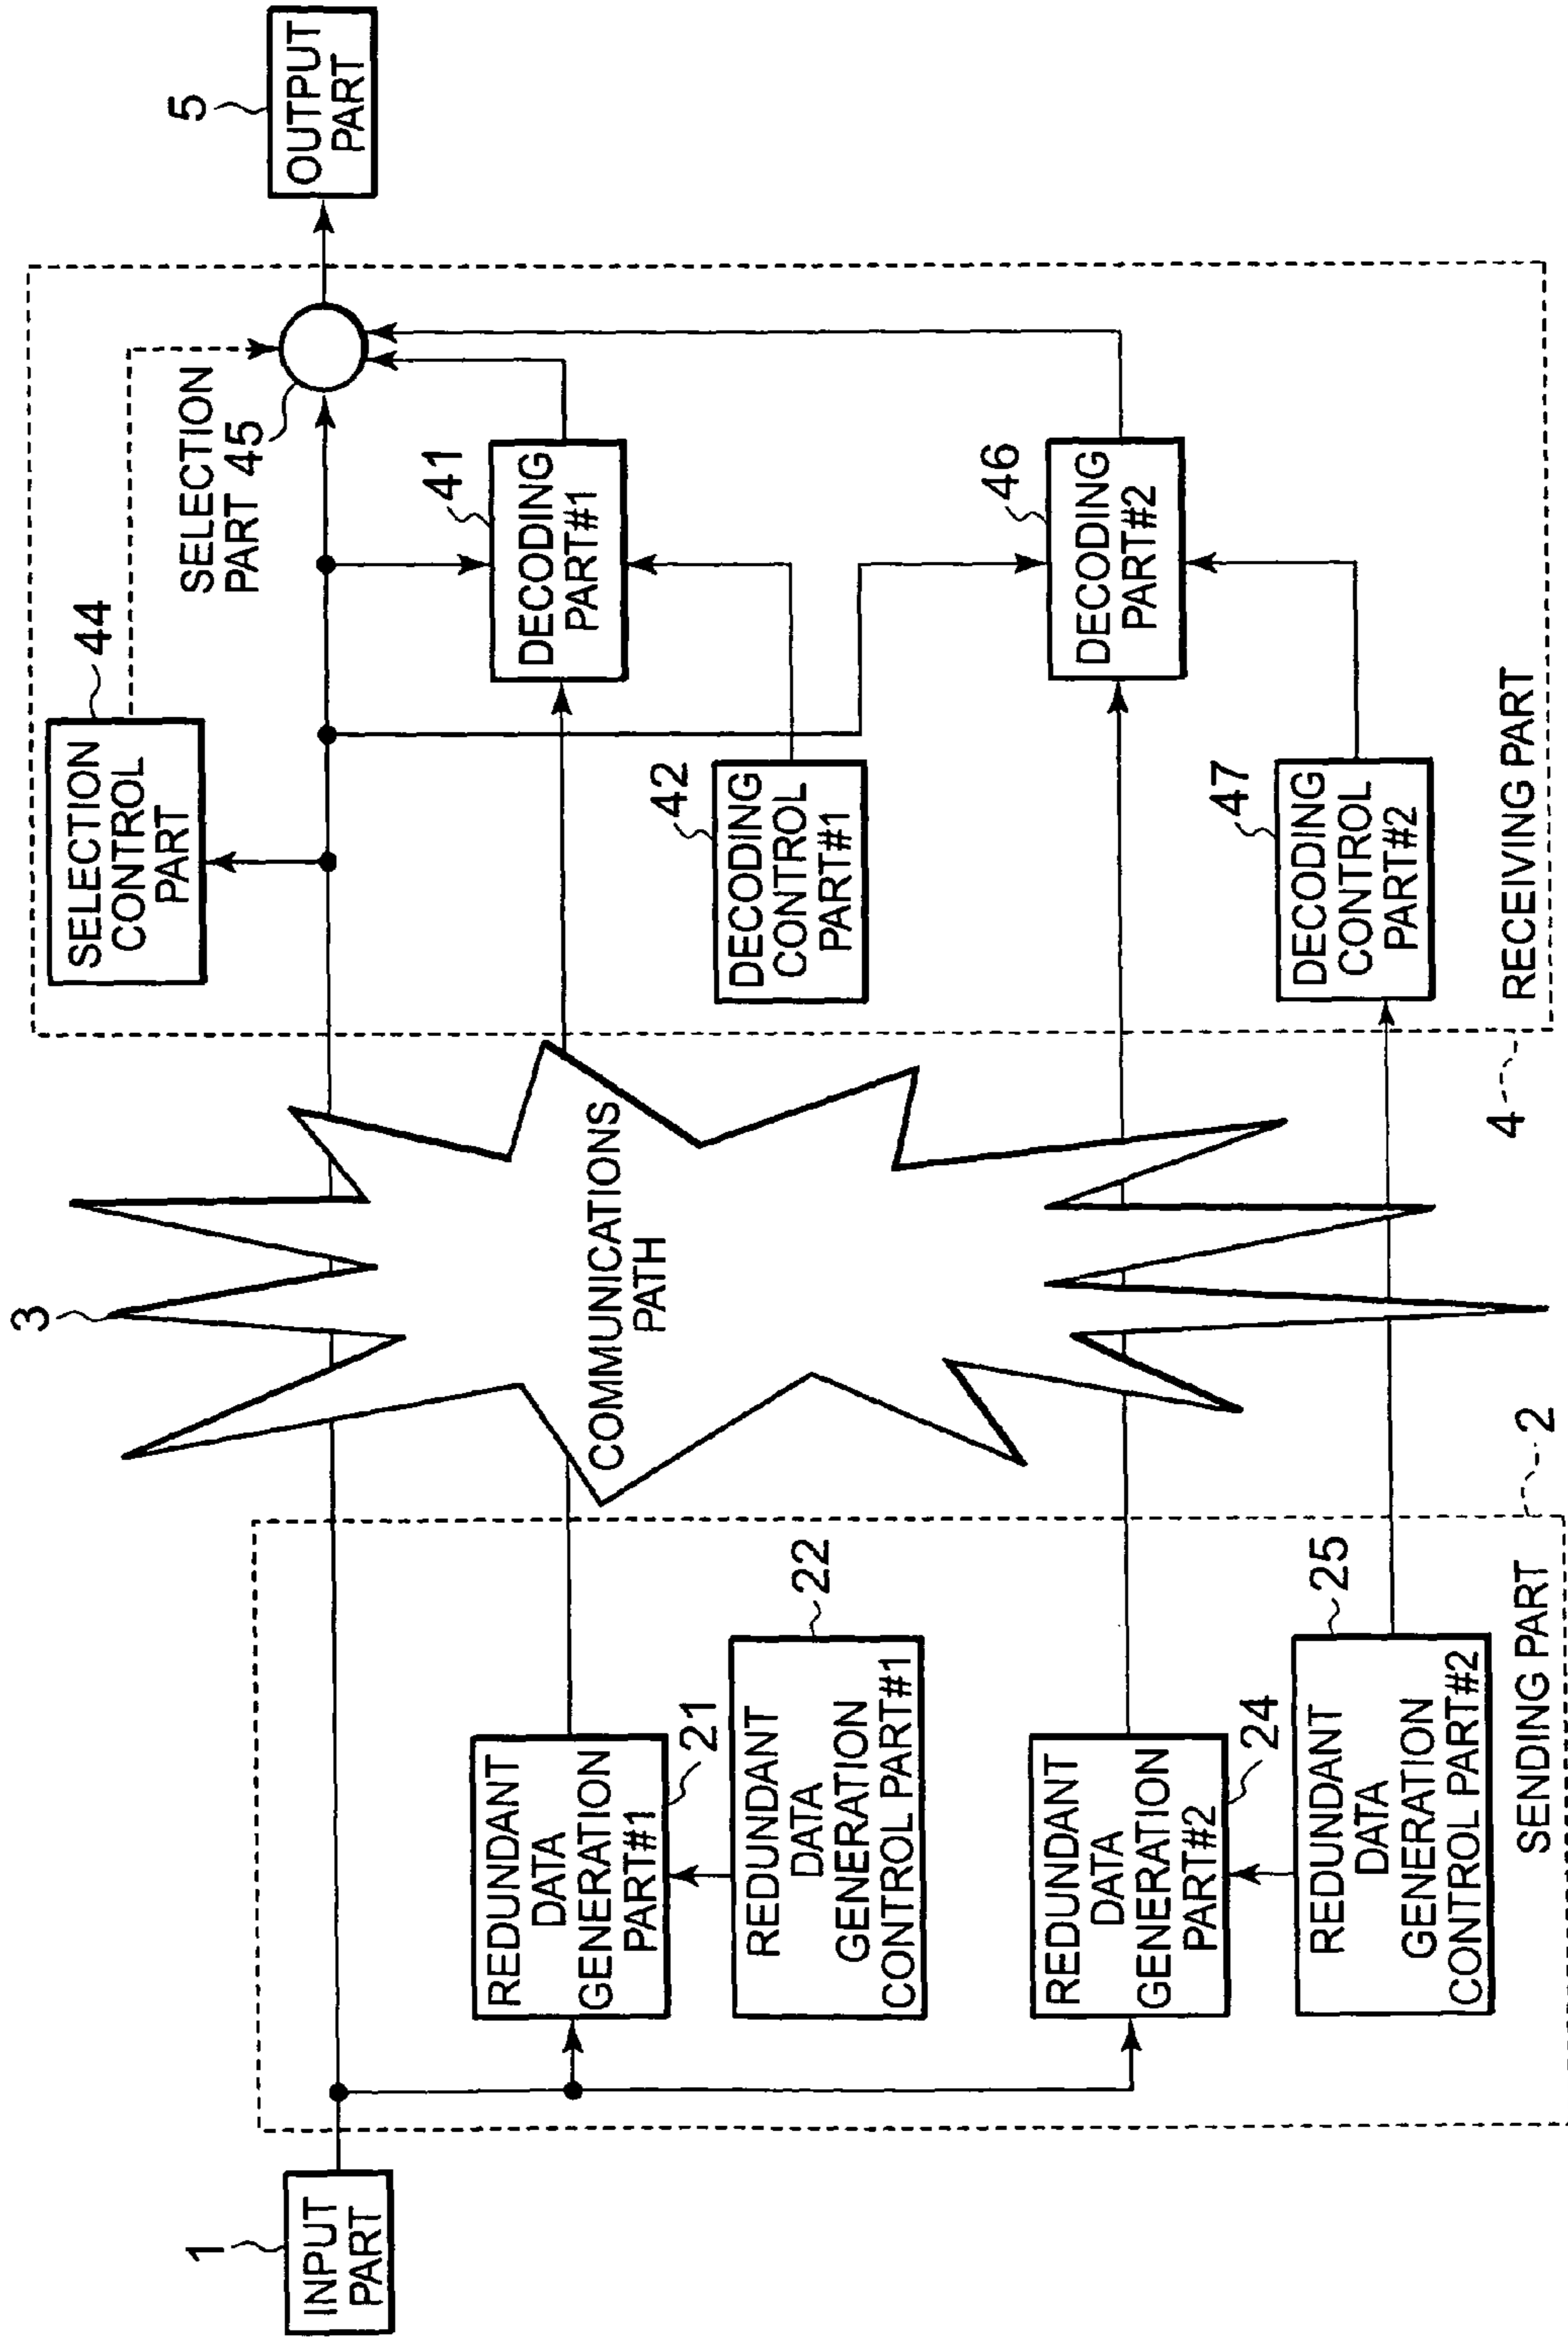 1
INPUT
PART
REDUNDANT
DATA
GENERATION
PART#1
21
REDUNDANT
DATA
GENERATION
CONTROL PART#1
22
REDUNDANT
DATA
GENERATION
PART#2
24
REDUNDANT
DATA
GENERATION
CONTROL PART#2
25
SENDING PART
2
3
COMMUNICATIONS
PATH
SELECTION
CONTROL
PART
44
SELECTION
PART 45
DECODING
PART#1
41
DECODING
CONTROL
PART#1
42
DECODING
PART#2
46
DECODING
CONTROL
PART#2
47
RECEIVING PART
4
5
OUTPUT
PART